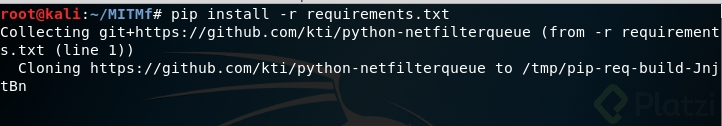 root@kali:~/MITMf# pip install -r requirements.txt
Collecting git+https://github.com/kti/python-netfilterqueue (from -r requirement
s.txt (line 1))
  Cloning https://github.com/kti/python-netfilterqueue to /tmp/pip-req-build-Jnj
tBn
Platzi